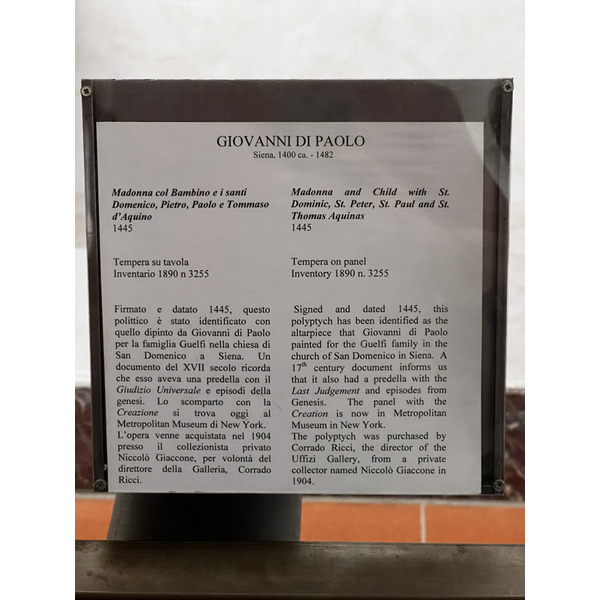 GIOVANNI DI PAOLO
Siena, 1400 ca. - 1482
Madonna col Bambino e i santi
Domenico, Pietro, Paolo e Tommaso
d'Aquino
1445
Tempera su tavola
Inventario 1890 n 3255
Firmato e datato 1445, questo
polittico è stato identificato con
quello dipinto da Giovanni di Paolo
per la famiglia Guelfi nella chiesa di
San Domenico a Siena. Un
documento del XVII secolo ricorda
che esso aveva una predella con il
Giudizio Universale e episodi della
genesi. Lo scomparto con la
Creazione si trova oggi al
Metropolitan Museum di New York.
L'opera venne acquistata nel 1904
presso il collezionista privato
Niccolò Giaccone, per volontà del
direttore della Galleria, Corrado
Ricci.
Madonna and Child with St.
Dominic, St. Peter, St. Paul and St.
Thomas Aquinas
1445
Tempera on panel
Inventory 1890 n. 3255
Signed and dated 1445, this
polyptych has been identified as the
altarpiece that Giovanni di Paolo
painted for the Guelfi family in the
church of San Domenico in Siena. A
17th century document informs us
that it also had a predella with the
Last Judgement and episodes from
Genesis. The panel with the
Creation is now in Metropolitan
Museum in New York.
The polyptych was purchased by
Corrado Ricci, the director of the
Uffizi Gallery, from a private
collector named Niccolò Giaccone in
1904.